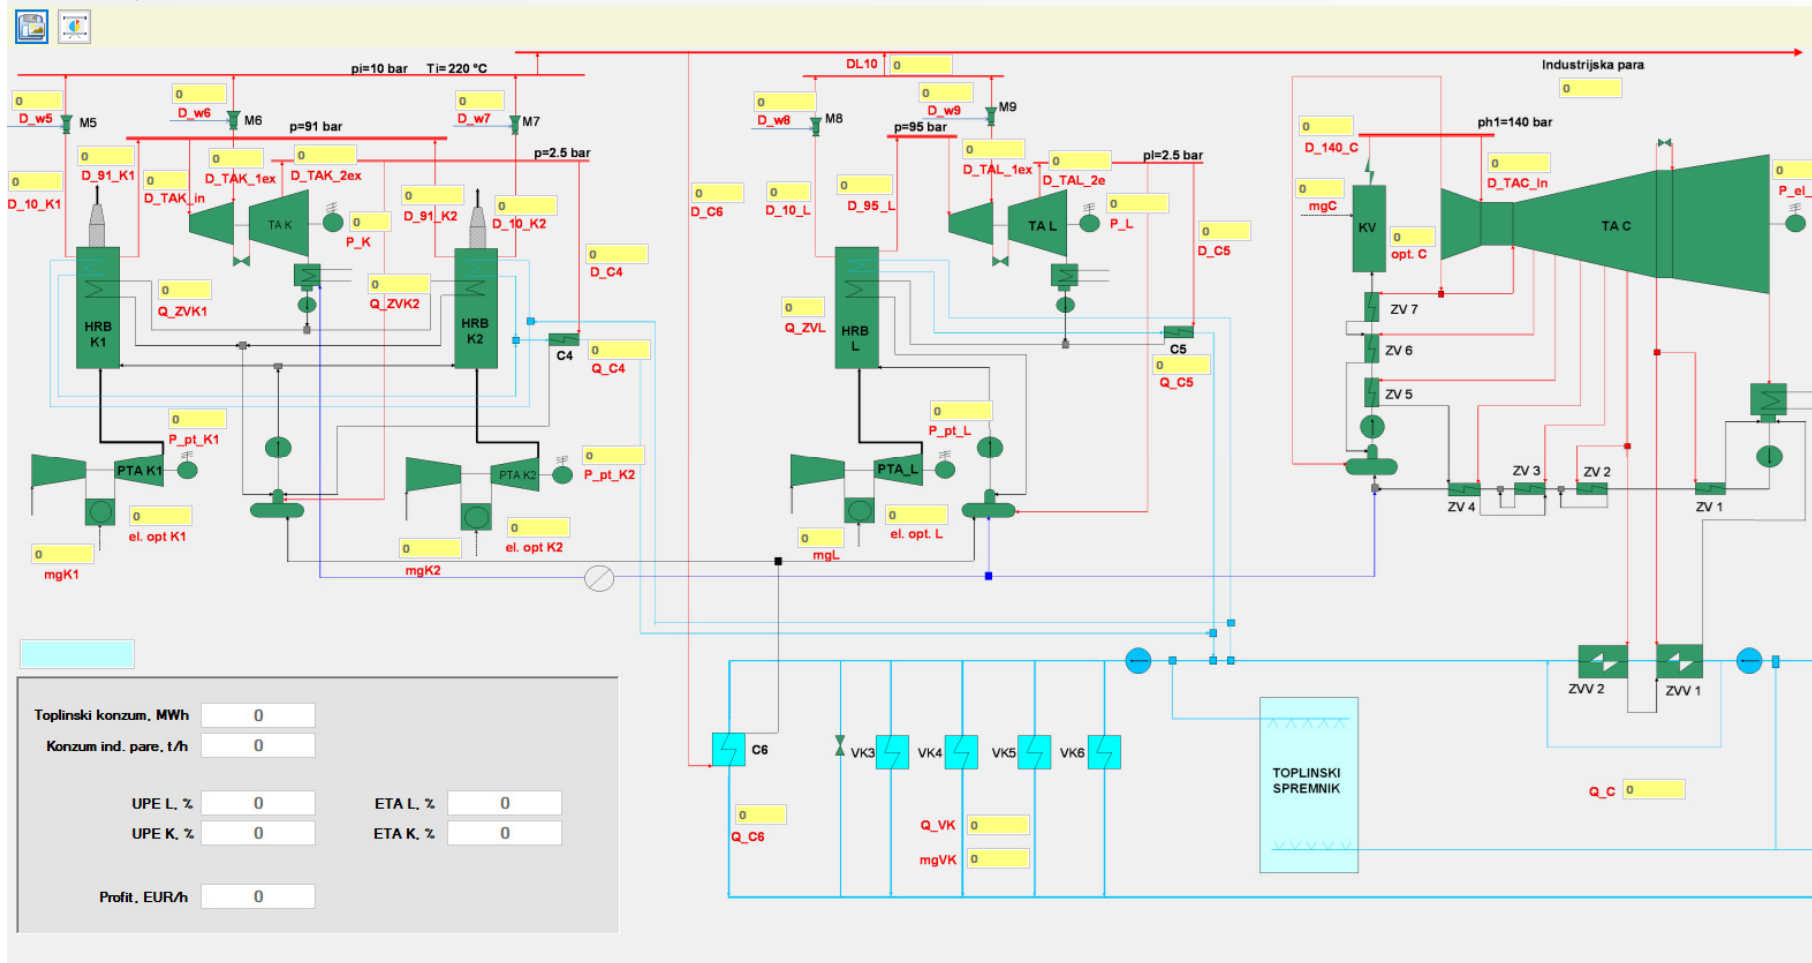 pi=10 bar Ti=220 °C
DL10 0
Industrijska para
0
0
D_w5
M5
0
D_w6
M6
0
D_w7
M7
0
D_w8
M8
0
D_w9
M9
p=91 bar
p=95 bar
ph1=140 bar
p=2.5 bar
pl=2.5 bar
0
D_10_K1
0
D_91_K1
0
D_TAK_in
0
D_TAK_1ex
0
D_TAK_2ex
0
D_91_K2
0
D_10_K2
0
P_K
TA K
0
D_C4
0
Q_ZVK1
0
Q_ZVK2
HRB
K1
HRB
K2
C4
0
Q_C4
0
D_C6
0
D_10_L
0
D_95_L
0
D_TAL_1ex
0
D_TAL_2e
0
P_L
TA L
0
D_C5
0
Q_ZVL
HRB
L
C5
0
Q_C5
0
D_140_C
0
mgC
KV
0
opt. C
0
D_TAC_In
TA C
0
P_el_
ZV 7
ZV 6
ZV 5
ZV 4
ZV 3
ZV 2
ZV 1
0
P_pt_K1
PTA K1
0
el. opt K1
0
mgK1
0
P_pt_K2
PTA K2
0
el. opt K2
0
mgK2
0
P_pt_L
PTA_L
0
el. opt. L
0
mgL
ZVV 2
ZVV 1
Toplinski konzum, MWh 0
Konzum ind. pare, t/h 0
UPE L, % 0
ETA L, % 0
UPE K, % 0
ETA K, % 0
Profit, EUR/h 0
C6
VK3
VK4
VK5
VK6
0
Q_C6
Q_VK 0
mgVK 0
TOPLINSKI
SPREMNIK
Q_C 0